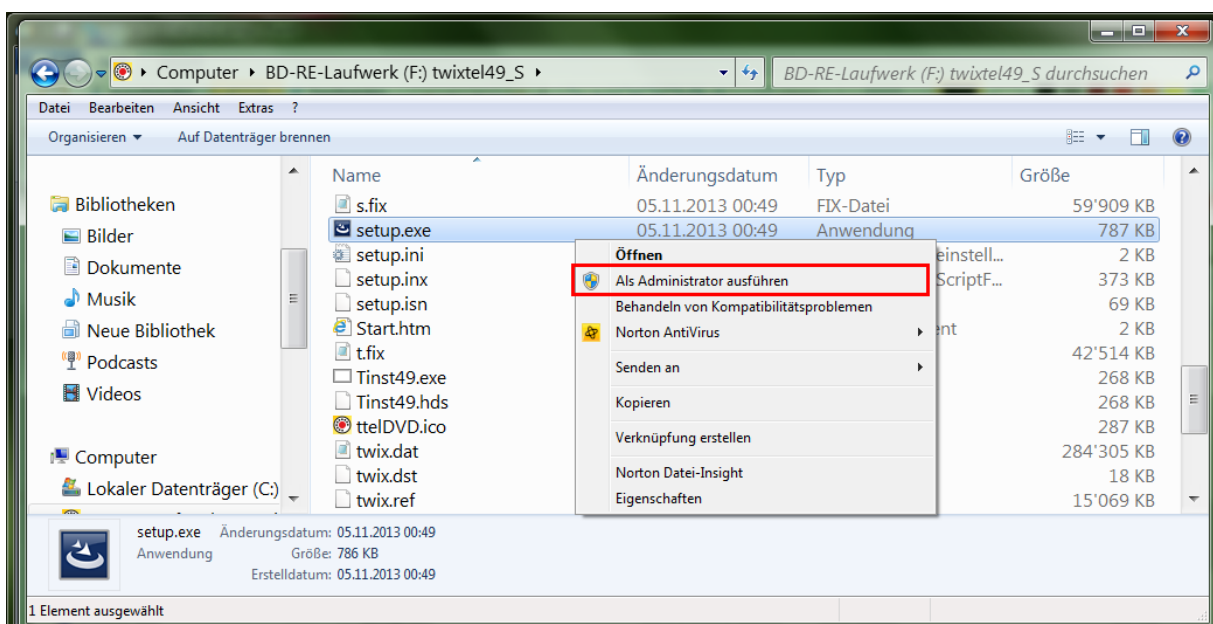 Computer ▸ BD-RE-Laufwerk (F:) twixtel49_S ▸ BD-RE-Laufwerk (F:) twixtel49_S durchsuchen
Datei Bearbeiten Ansicht Extras ?
Organisieren Auf Datenträger brennen
Name Änderungsdatum Typ Größe
Bibliotheken
Bilder
Dokumente
Musik
Neue Bibliothek
Podcasts
Videos
Computer
Lokaler Datenträger (C:)
s.fix 05.11.2013 00:49 FIX-Datei 59'909 KB
setup.exe 05.11.2013 00:49 Anwendung 787 KB
setup.ini einstell... 2 KB
setup.inx ScriptF... 373 KB
setup.isn 69 KB
Start.htm ent 2 KB
t.fix 42'514 KB
Tinst49.exe 268 KB
Tinst49.hds 268 KB
ttelDVD.ico 287 KB
twix.dat 284'305 KB
twix.dst 18 KB
twix.ref 15'069 KB
Öffnen
Als Administrator ausführen
Behandeln von Kompatibilitätsproblemen
Norton AntiVirus
Senden an
Kopieren
Verknüpfung erstellen
Norton Datei-Insight
Eigenschaften
setup.exe Änderungsdatum: 05.11.2013 00:49
Anwendung Größe: 786 KB
Erstelldatum: 05.11.2013 00:49
1 Element ausgewählt